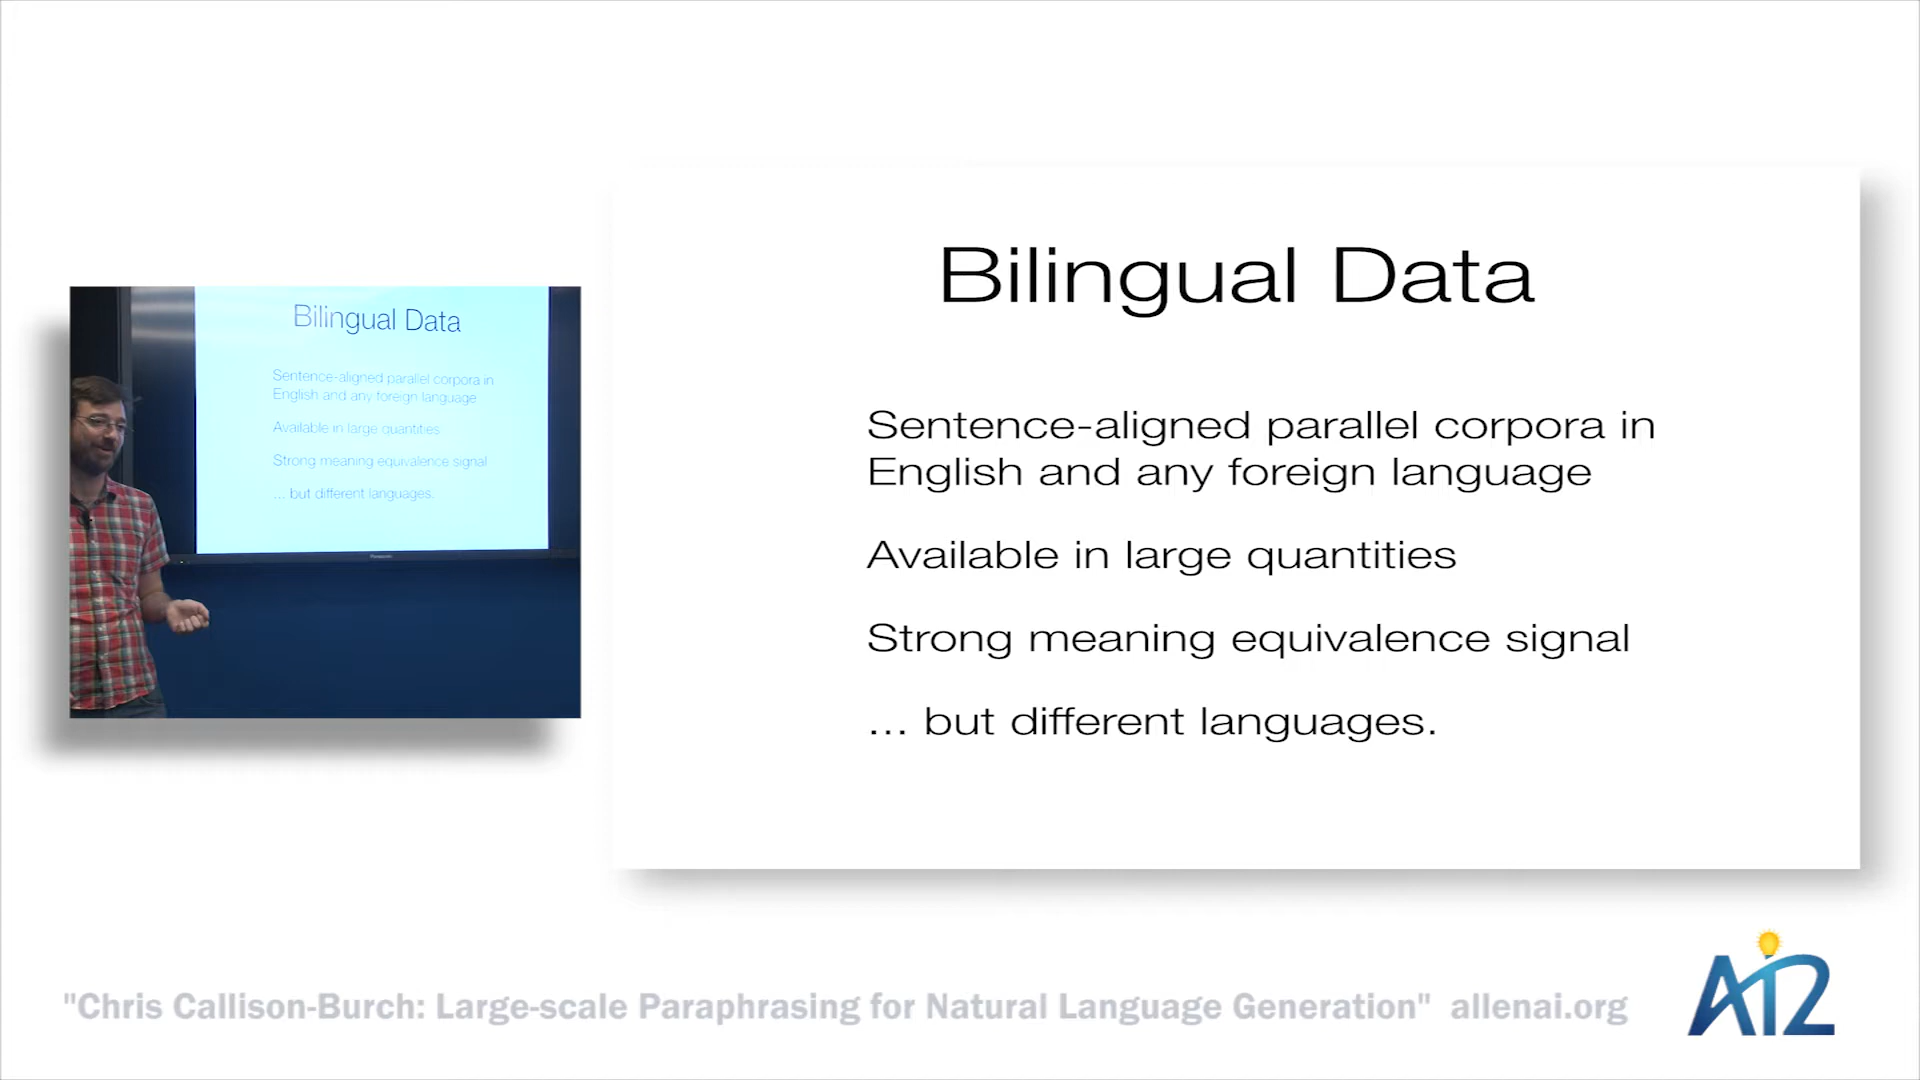 Bilingual Data
Sentence-aligned parallel corpora in
English and any foreign language
Available in large quantities
Strong meaning equivalence signal
... but different languages.
Bilingual Data
Sentence-aligned parallel corpora in
English and any foreign language
Available in large quantities
Strong meaning equivalence signal
... but different languages.
Panasonic
"Chris Callison-Burch: Large-scale Paraphrasing for Natural Language Generation" allenai.org
AI2